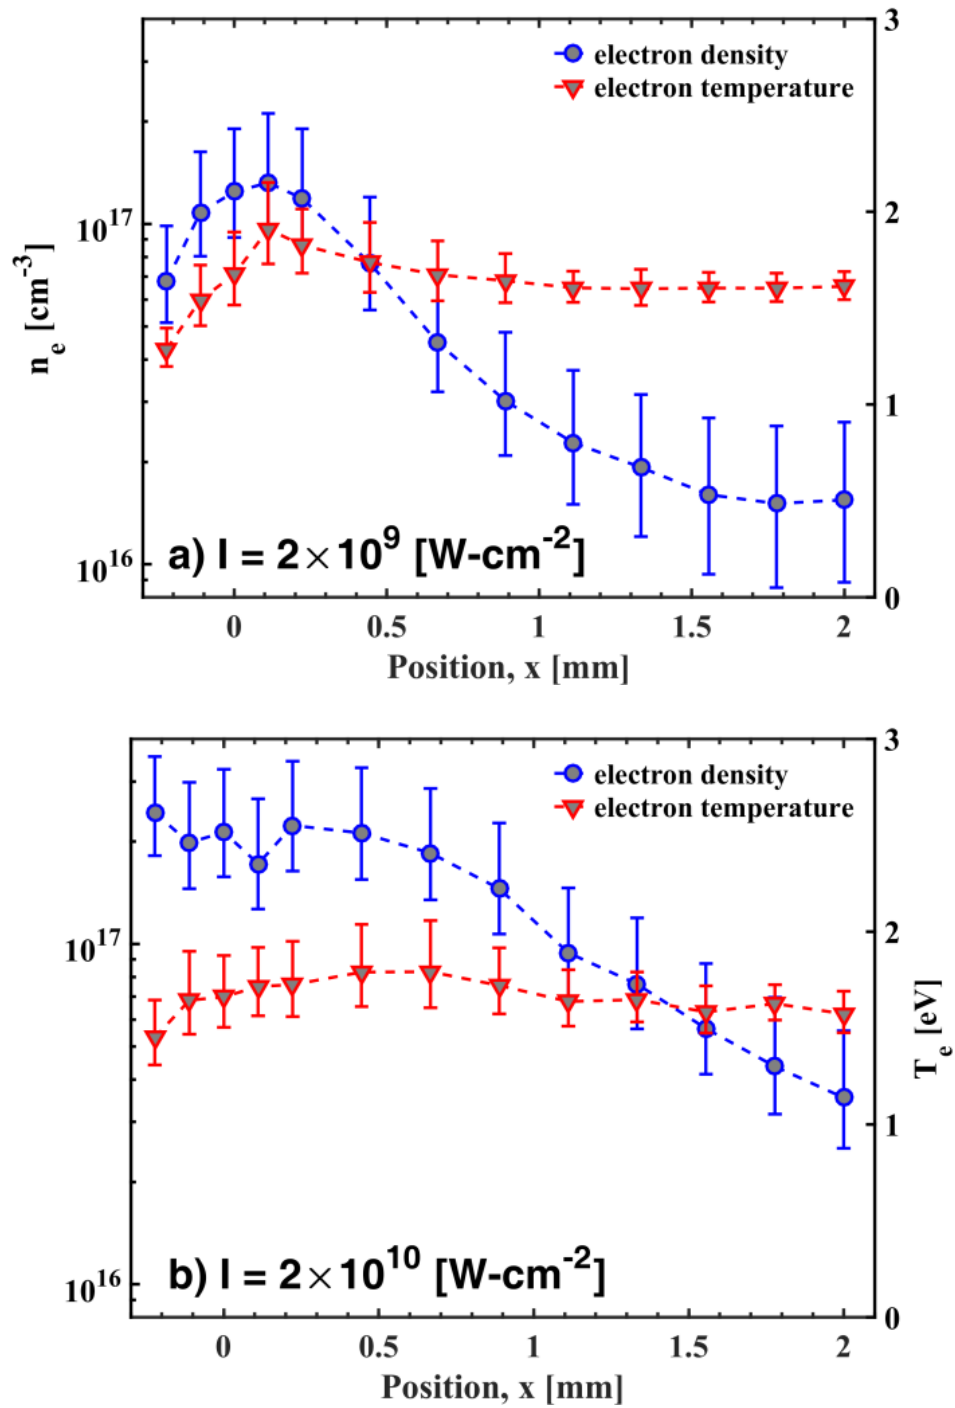 3
electron density
electron temperature
2
10^17
n_e [cm^-3]
1
a) I = 2×10^9 [W-cm^-2]
10^16
0
0 0.5 1 1.5 2
Position, x [mm]
3
electron density
electron temperature
2
10^17
T_e [eV]
1
b) I = 2×10^10 [W-cm^-2]
10^16
0
0 0.5 1 1.5 2
Position, x [mm]